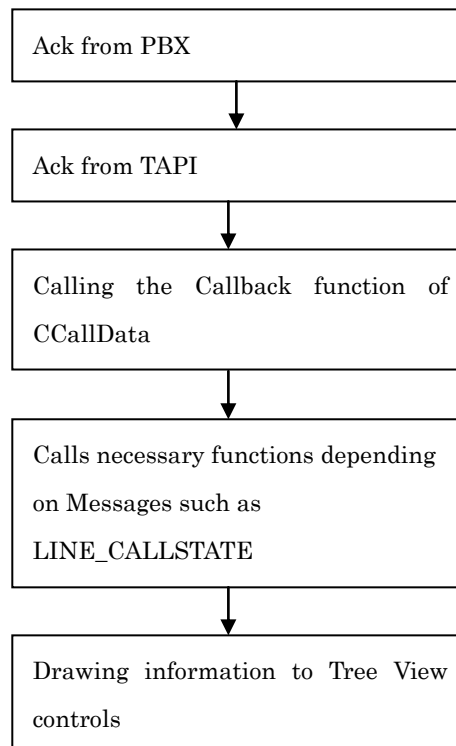 Ack from PBX
Ack from TAPI
Calling the Callback function of
CCallData
Calls necessary functions depending
on Messages such as
LINE_CALLSTATE
Drawing information to Tree View
controls